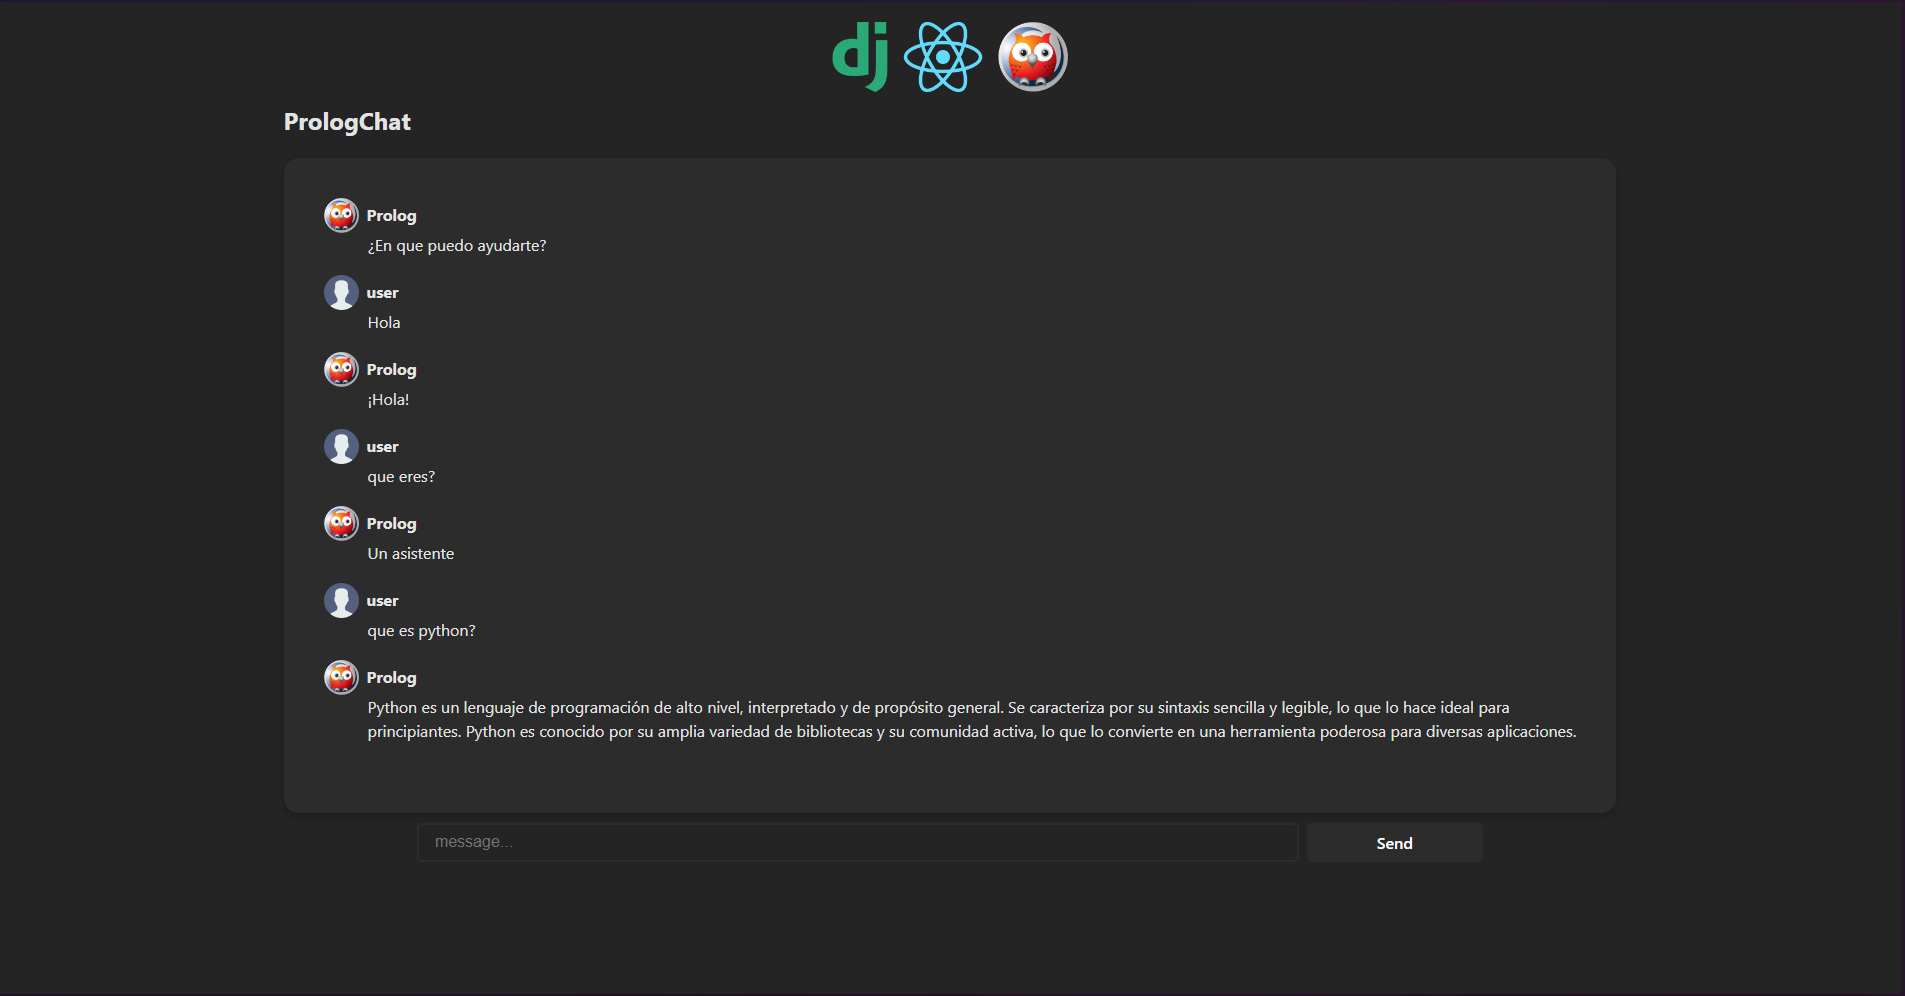 dj
PrologChat
Prolog
¿En que puedo ayudarte?
user
Hola
Prolog
¡Hola!
user
que eres?
Prolog
Un asistente
user
que es python?
Prolog
Python es un lenguaje de programación de alto nivel, interpretado y de propósito general. Se caracteriza por su sintaxis sencilla y legible, lo que lo hace ideal para
principiantes. Python es conocido por su amplia variedad de bibliotecas y su comunidad activa, lo que lo convierte en una herramienta poderosa para diversas aplicaciones.
message...
Send